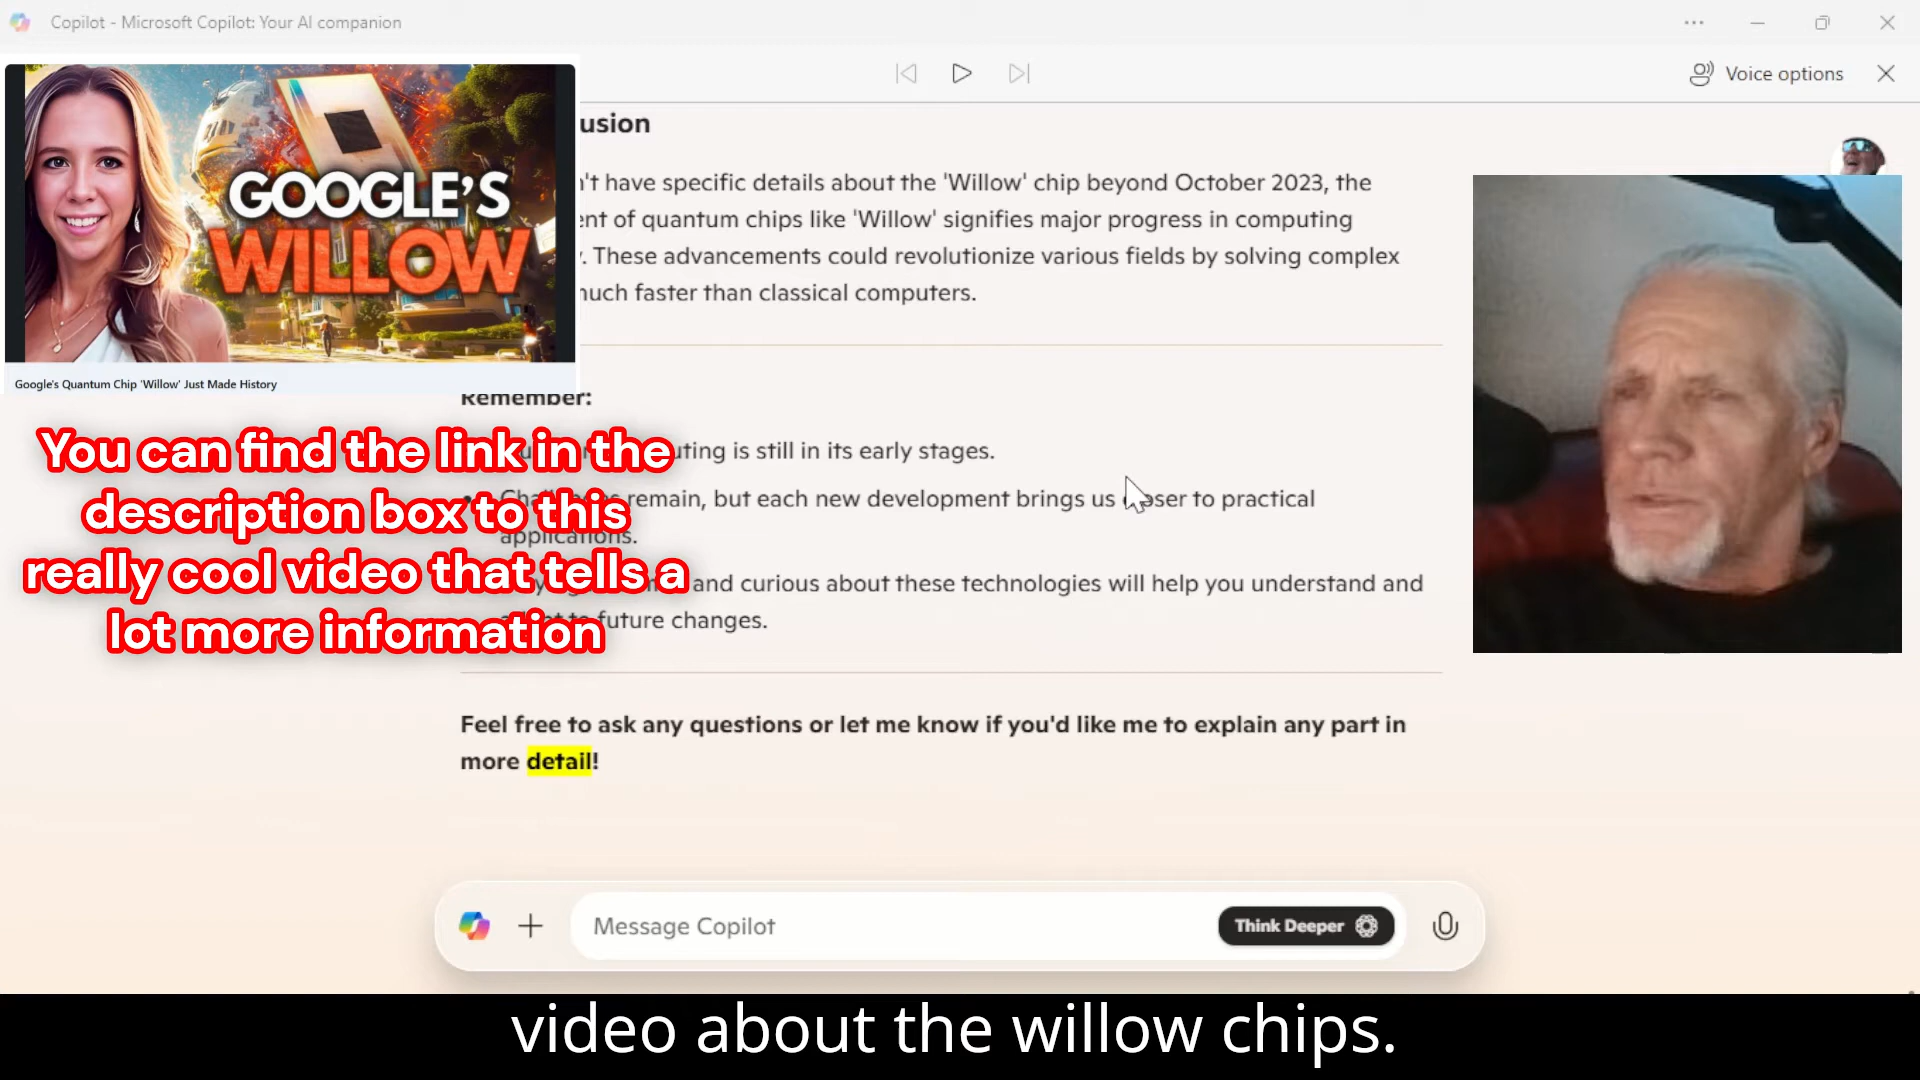 Copilot - Microsoft Copilot: Your AI companion
Voice options
GOOGLE'S
WILLOW
Google's Quantum Chip 'Willow' Just Made History
usion
n't have specific details about the 'Willow' chip beyond October 2023, the
ent of quantum chips like 'Willow' signifies major progress in computing
. These advancements could revolutionize various fields by solving complex
much faster than classical computers.
Remember:
You can find the link in the
description box to this
really cool video that tells a
lot more information
uting is still in its early stages.
remain, but each new development brings us closer to practical
applications.
and curious about these technologies will help you understand and
future changes.
Feel free to ask any questions or let me know if you'd like me to explain any part in
more detail!
Message Copilot
Think Deeper
video about the willow chips.